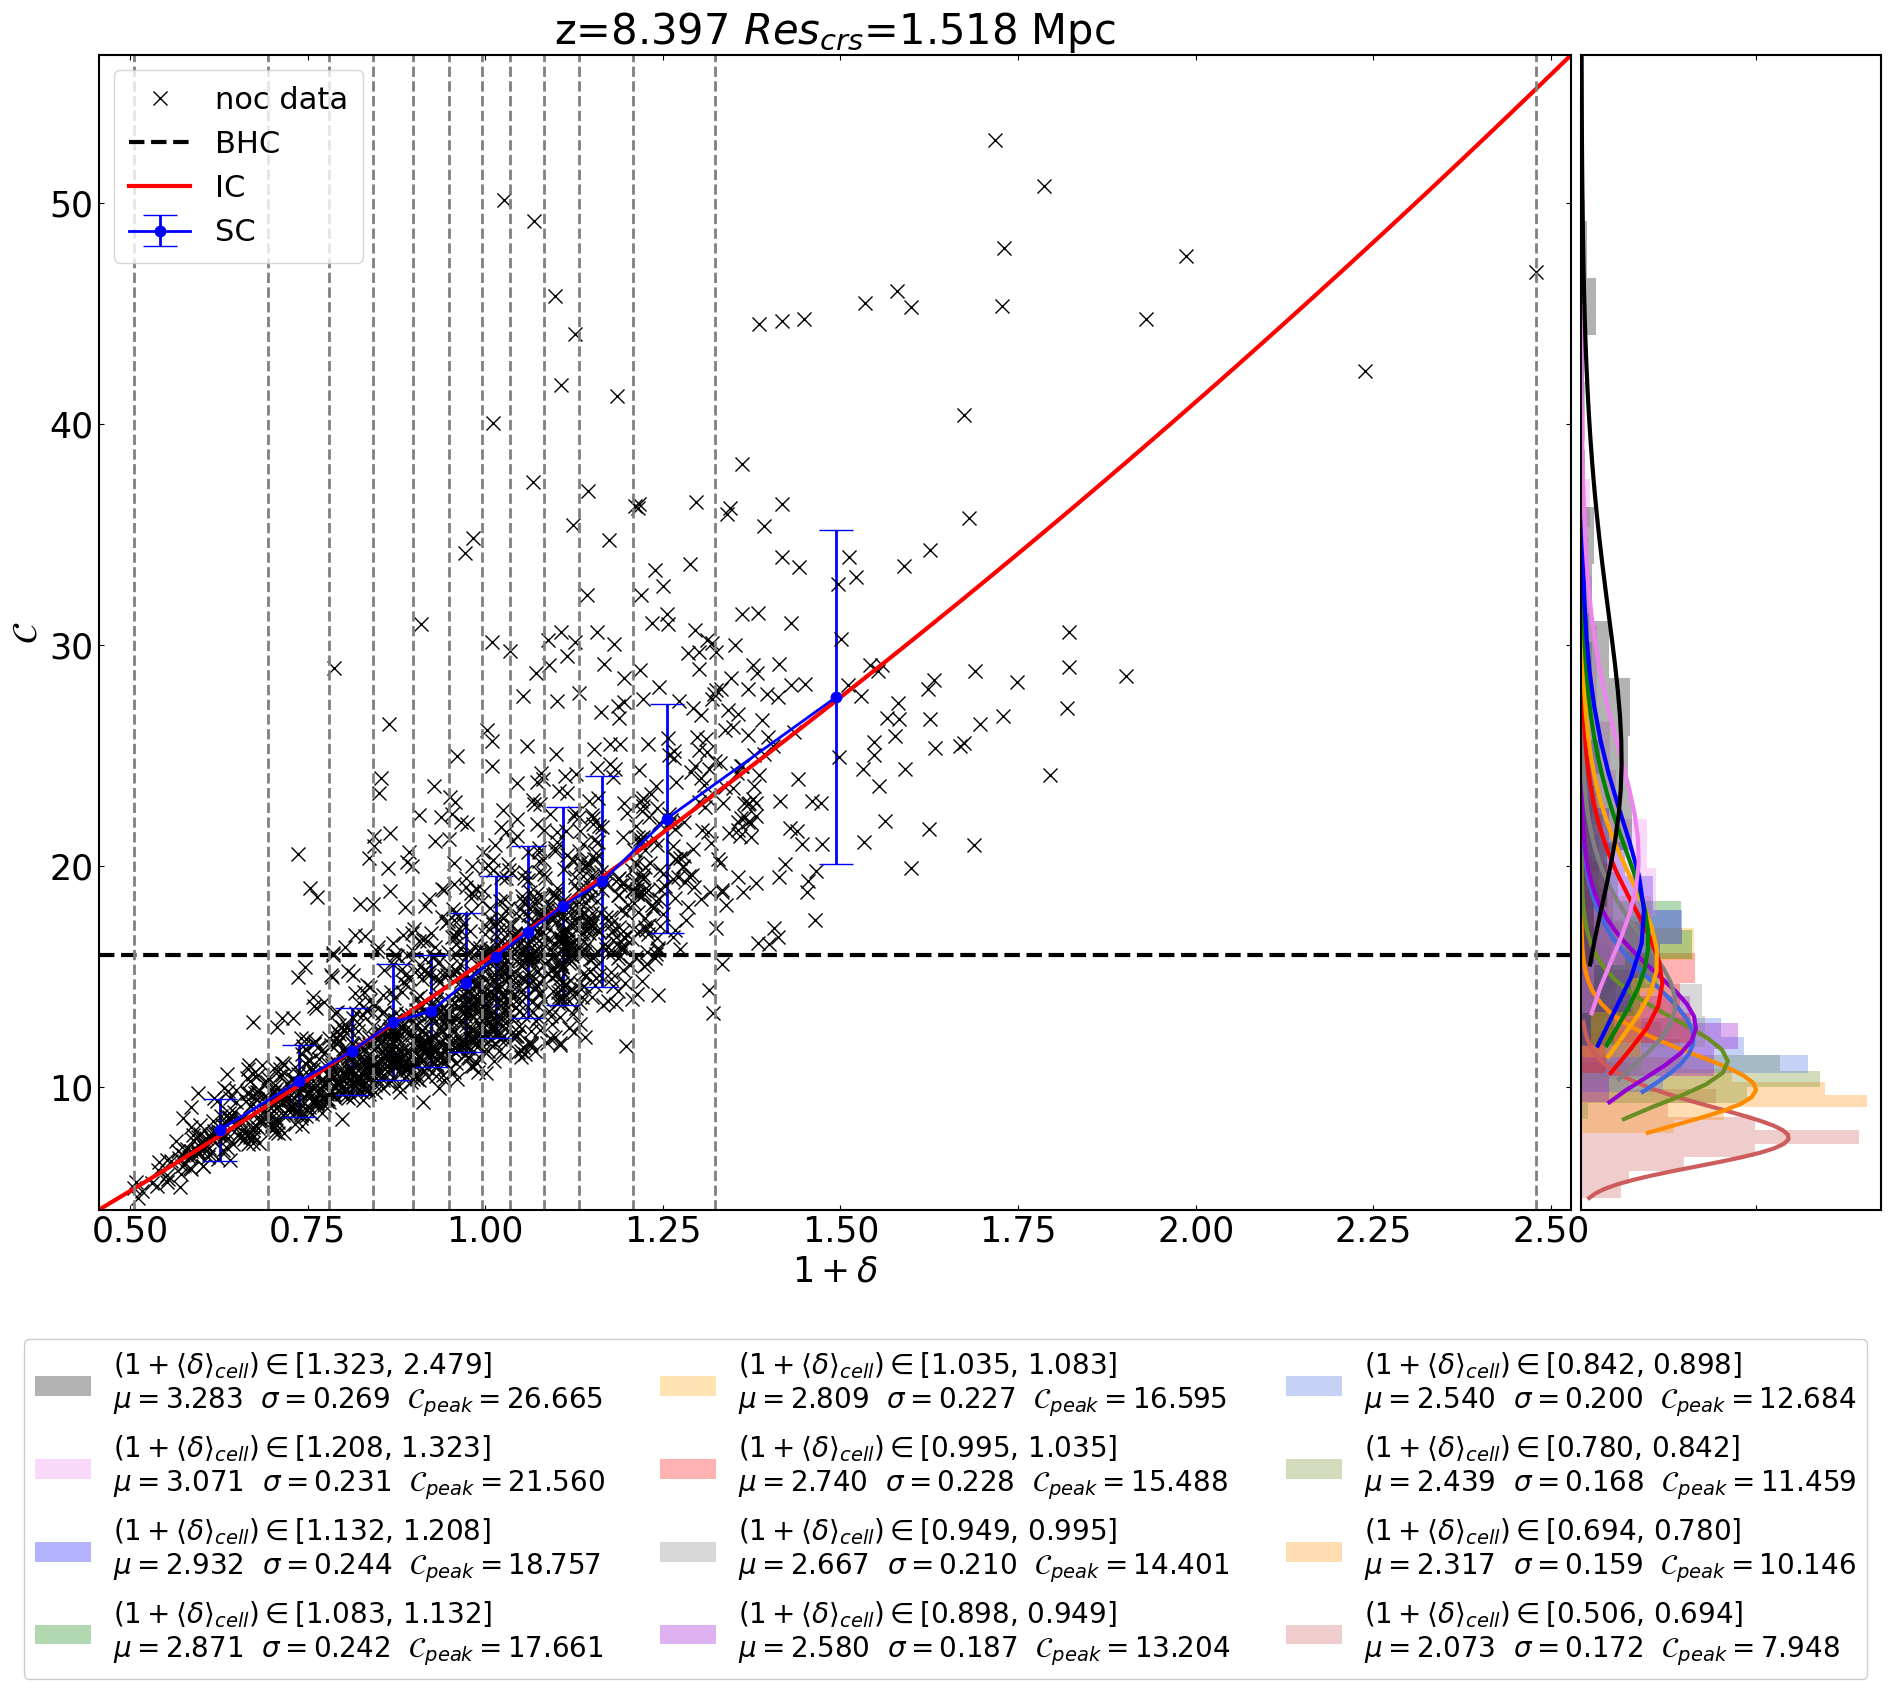 z=8.397 Res_crs=1.518 Mpc
noc data
BHC
IC
SC
50
40
30
20
10
𝒞
0.50 0.75 1.00 1.25 1.50 1.75 2.00 2.25 2.50
1 + δ
(1 + ⟨δ⟩_cell) ∈ [1.323, 2.479]
μ = 3.283 σ = 0.269 𝒞_peak = 26.665
(1 + ⟨δ⟩_cell) ∈ [1.208, 1.323]
μ = 3.071 σ = 0.231 𝒞_peak = 21.560
(1 + ⟨δ⟩_cell) ∈ [1.132, 1.208]
μ = 2.932 σ = 0.244 𝒞_peak = 18.757
(1 + ⟨δ⟩_cell) ∈ [1.083, 1.132]
μ = 2.871 σ = 0.242 𝒞_peak = 17.661
(1 + ⟨δ⟩_cell) ∈ [1.035, 1.083]
μ = 2.809 σ = 0.227 𝒞_peak = 16.595
(1 + ⟨δ⟩_cell) ∈ [0.995, 1.035]
μ = 2.740 σ = 0.228 𝒞_peak = 15.488
(1 + ⟨δ⟩_cell) ∈ [0.949, 0.995]
μ = 2.667 σ = 0.210 𝒞_peak = 14.401
(1 + ⟨δ⟩_cell) ∈ [0.898, 0.949]
μ = 2.580 σ = 0.187 𝒞_peak = 13.204
(1 + ⟨δ⟩_cell) ∈ [0.842, 0.898]
μ = 2.540 σ = 0.200 𝒞_peak = 12.684
(1 + ⟨δ⟩_cell) ∈ [0.780, 0.842]
μ = 2.439 σ = 0.168 𝒞_peak = 11.459
(1 + ⟨δ⟩_cell) ∈ [0.694, 0.780]
μ = 2.317 σ = 0.159 𝒞_peak = 10.146
(1 + ⟨δ⟩_cell) ∈ [0.506, 0.694]
μ = 2.073 σ = 0.172 𝒞_peak = 7.948